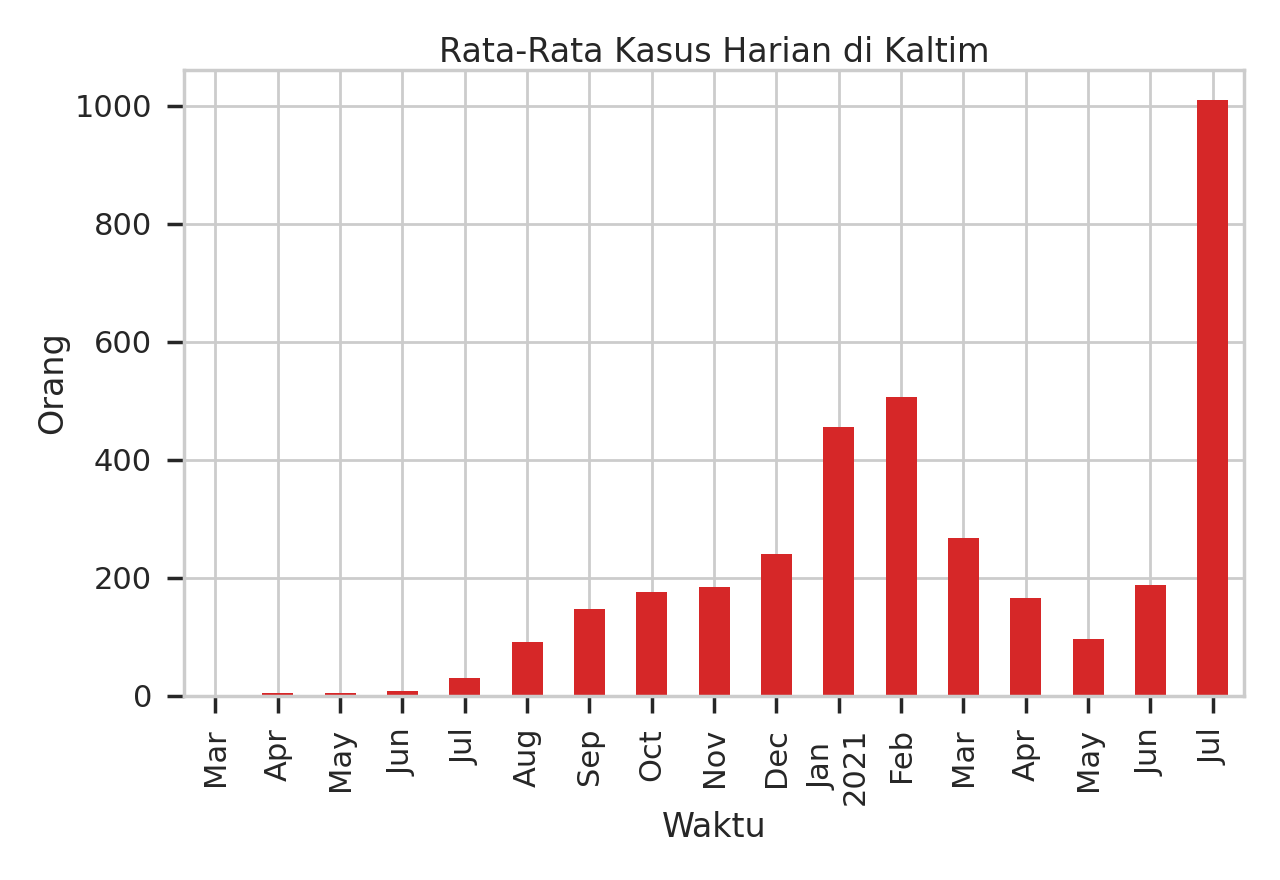 Rata-Rata Kasus Harian di Kaltim
1000
800
600
400
200
0
Orang
Mar
Apr
May
Jun
Jul
Aug
Sep
Oct
Nov
Dec
Jan
2021
Feb
Mar
Apr
May
Jun
Jul
Waktu